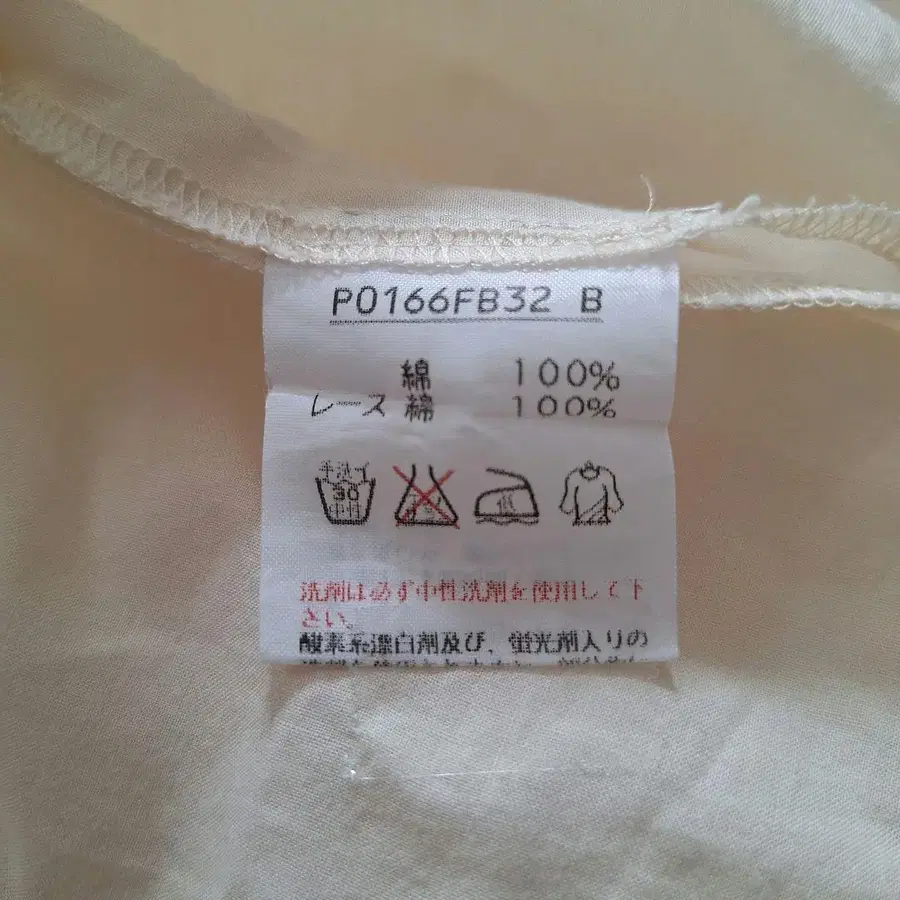 P0166FB32 B
綿 100%
レース 綿 100%
手洗イ
30
低
洗剤は必ず中性洗剤を使用して下
さい。
酸素系漂白剤及び、蛍光剤入りの